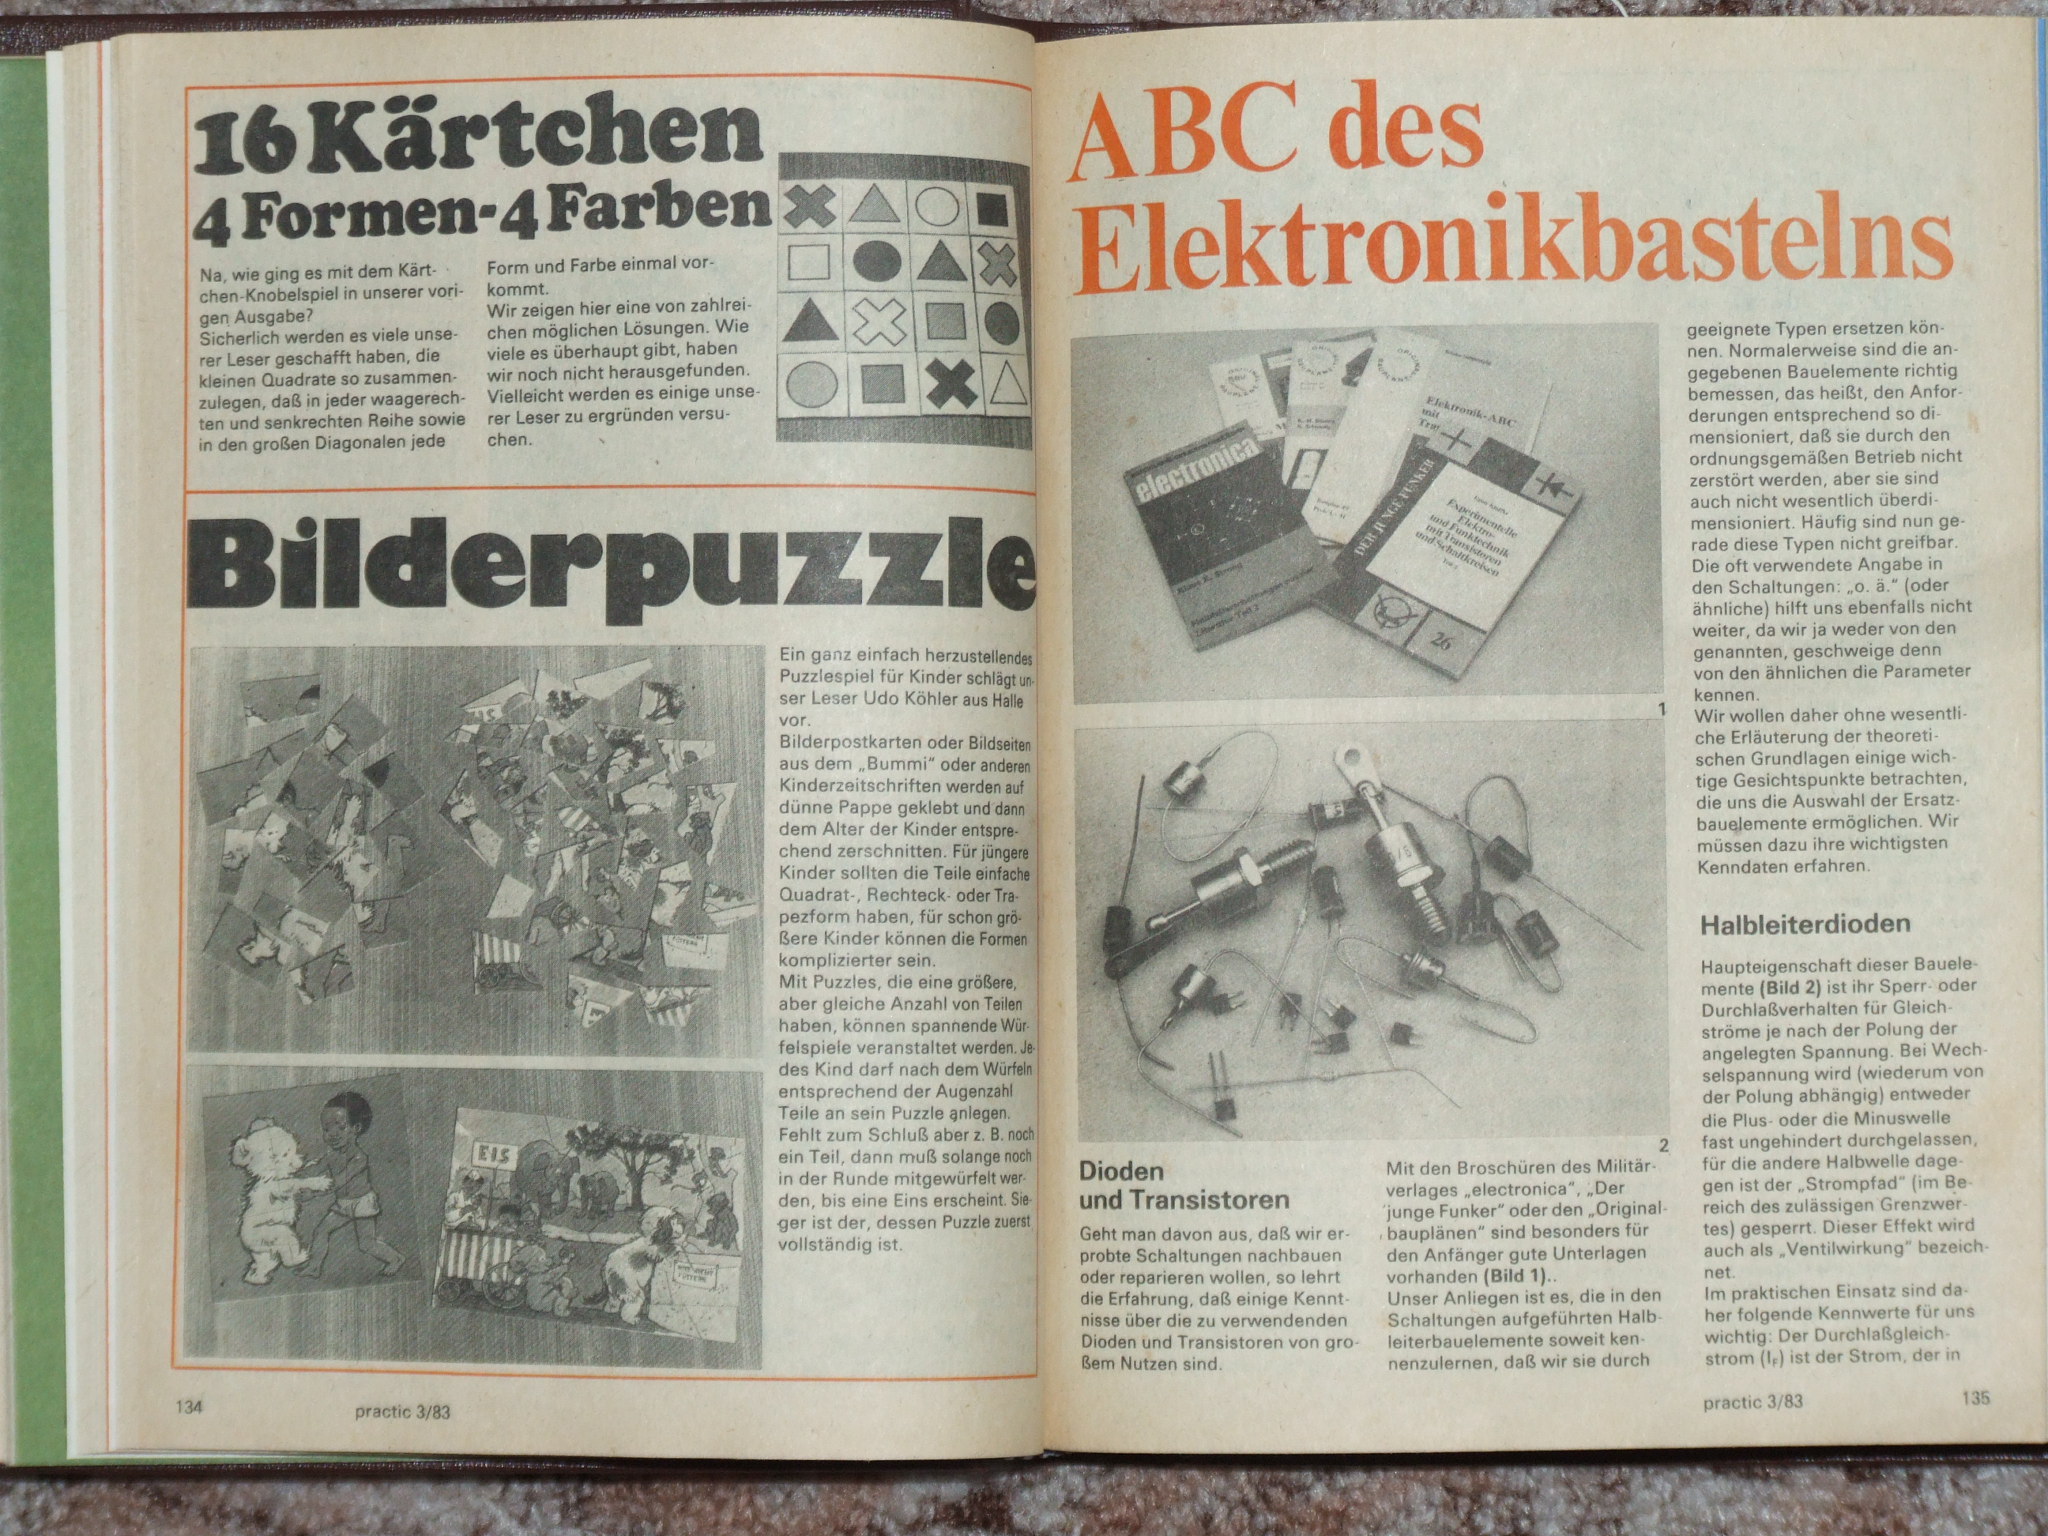 16 Kärtchen
4 Formen-4 Farben
Na, wie ging es mit dem Kärt-
chen-Knobelspiel in unserer vori-
gen Ausgabe?
Sicherlich werden es viele unse-
rer Leser geschafft haben, die
kleinen Quadrate so zusammen-
zulegen, daß in jeder waagerech-
ten und senkrechten Reihe sowie
in den großen Diagonalen jede
Form und Farbe einmal vor-
kommt.
Wir zeigen hier eine von zahlrei-
chen möglichen Lösungen. Wie
viele es überhaupt gibt, haben
wir noch nicht herausgefunden.
Vielleicht werden es einige unse-
rer Leser zu ergründen versu-
chen.
Bilderpuzzle
Ein ganz einfach herzustellendes
Puzzlespiel für Kinder schlägt un-
ser Leser Udo Köhler aus Halle
vor.
Bilderpostkarten oder Bildseiten
aus dem „Bummi“ oder anderen
Kinderzeitschriften werden auf
dünne Pappe geklebt und dann
dem Alter der Kinder entspre-
chend zerschnitten. Für jüngere
Kinder sollten die Teile einfache
Quadrat-, Rechteck- oder Tra-
pezform haben, für schon grö-
ßere Kinder können die Formen
komplizierter sein.
Mit Puzzles, die eine größere,
aber gleiche Anzahl von Teilen
haben, können spannende Wür-
felspiele veranstaltet werden. Je-
des Kind darf nach dem Würfeln
entsprechend der Augenzahl
Teile an sein Puzzle anlegen.
Fehlt zum Schluß aber z. B. noch
ein Teil, dann muß solange noch
in der Runde mitgewürfelt wer-
den, bis eine Eins erscheint. Sie-
ger ist der, dessen Puzzle zuerst
vollständig ist.
EIS
134
practic 3/83
ABC des
Elektronikbastelns
electronica
Elektronik-ABC
mit
DER JUNGE FUNKER
Experimentelle
Elektro-
und Funktechnik
mit Transistoren
und Schaltkreisen
26
1
2
Dioden
und Transistoren
Geht man davon aus, daß wir er-
probte Schaltungen nachbauen
oder reparieren wollen, so lehrt
die Erfahrung, daß einige Kennt-
nisse über die zu verwendenden
Dioden und Transistoren von gro-
ßem Nutzen sind.
Mit den Broschüren des Militär-
verlages „electronica“, „Der
junge Funker“ oder den „Original-
bauplänen“ sind besonders für
den Anfänger gute Unterlagen
vorhanden (Bild 1)..
Unser Anliegen ist es, die in den
Schaltungen aufgeführten Halb-
leiterbauelemente soweit ken-
nenzulernen, daß wir sie durch
geeignete Typen ersetzen kön-
nen. Normalerweise sind die an-
gegebenen Bauelemente richtig
bemessen, das heißt, den Anfor-
derungen entsprechend so di-
mensioniert, daß sie durch den
ordnungsgemäßen Betrieb nicht
zerstört werden, aber sie sind
auch nicht wesentlich überdi-
mensioniert. Häufig sind nun ge-
rade diese Typen nicht greifbar.
Die oft verwendete Angabe in
den Schaltungen: „o. ä.“ (oder
ähnliche) hilft uns ebenfalls nicht
weiter, da wir ja weder von den
genannten, geschweige denn
von den ähnlichen die Parameter
kennen.
Wir wollen daher ohne wesentli-
che Erläuterung der theoreti-
schen Grundlagen einige wich-
tige Gesichtspunkte betrachten,
die uns die Auswahl der Ersatz-
bauelemente ermöglichen. Wir
müssen dazu ihre wichtigsten
Kenndaten erfahren.
Halbleiterdioden
Haupteigenschaft dieser Bauele-
mente (Bild 2) ist ihr Sperr- oder
Durchlaßverhalten für Gleich-
ströme je nach der Polung der
angelegten Spannung. Bei Wech-
selspannung wird (wiederum von
der Polung abhängig) entweder
die Plus- oder die Minuswelle
fast ungehindert durchgelassen,
für die andere Halbwelle dage-
gen ist der „Strompfad“ (im Be-
reich des zulässigen Grenzwer-
tes) gesperrt. Dieser Effekt wird
auch als „Ventilwirkung“ bezeich-
net.
Im praktischen Einsatz sind da-
her folgende Kennwerte für uns
wichtig: Der Durchlaßgleich-
strom (I_F) ist der Strom, der in
practic 3/83
135